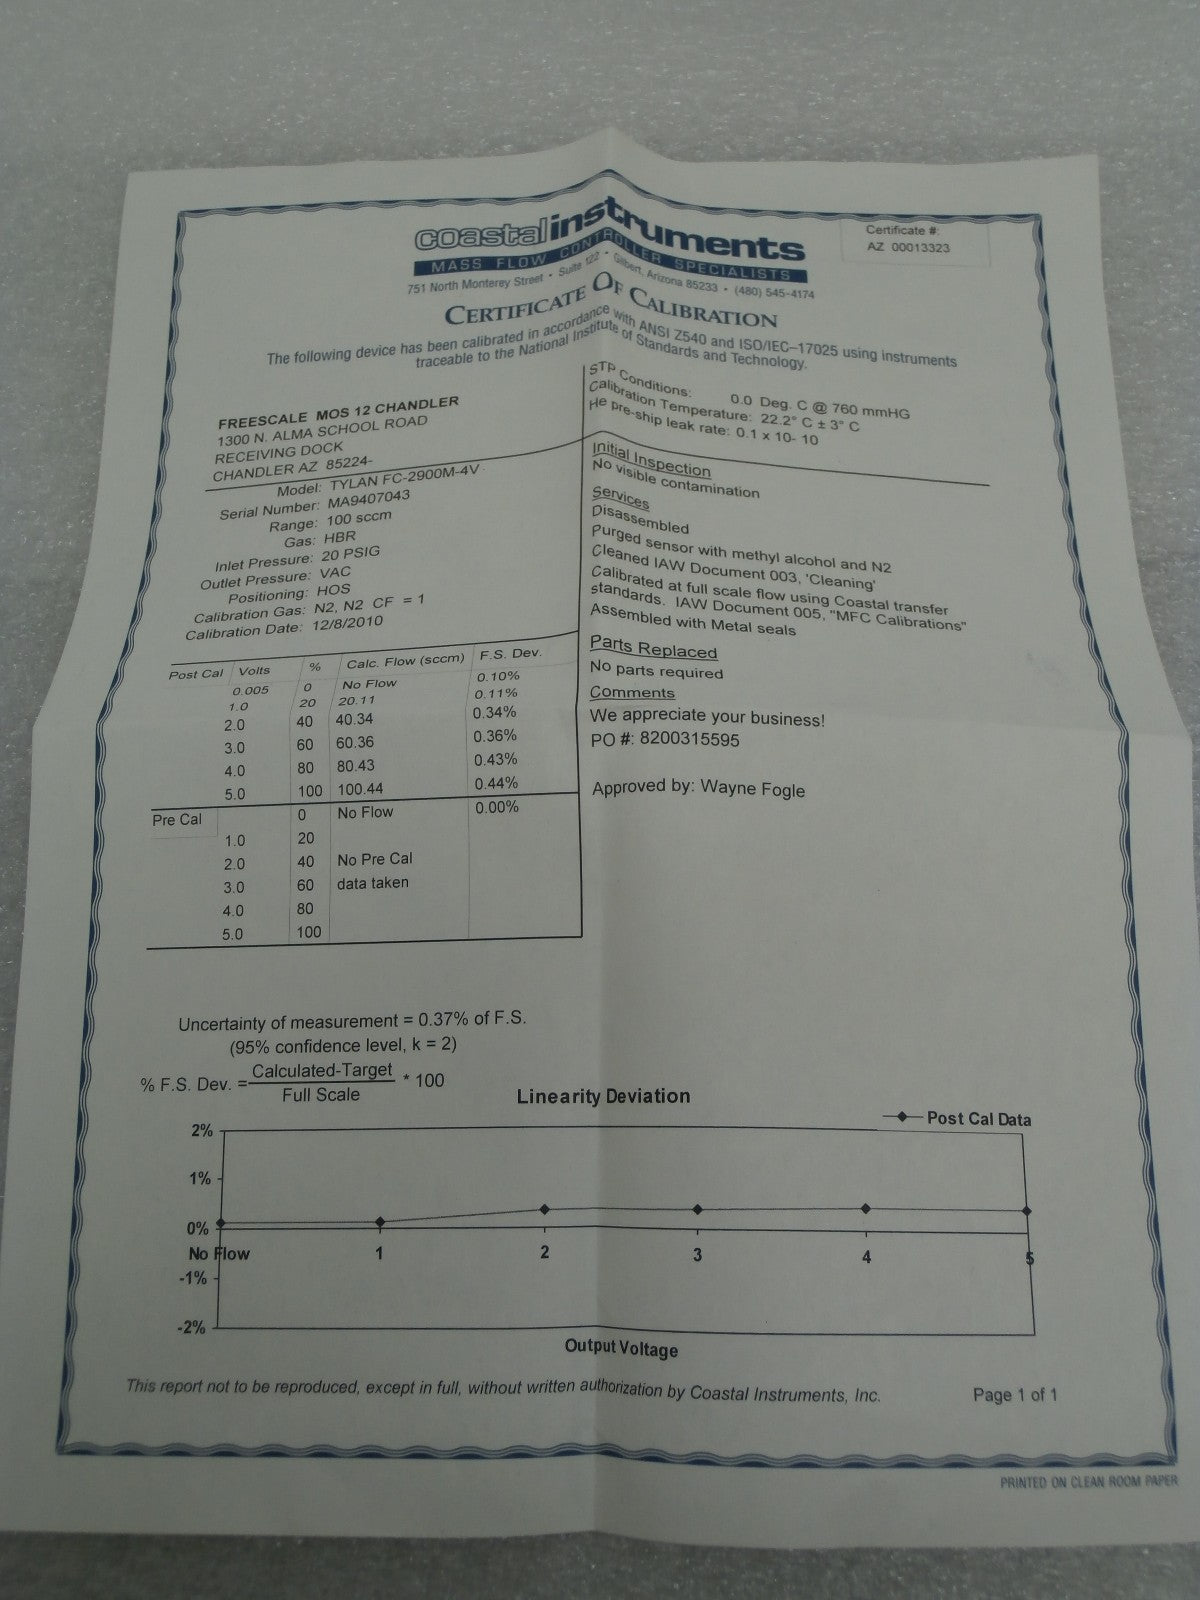 coastalinstruments
MASS FLOW CONTROLLER SPECIALISTS
751 North Monterey Street • Suite 122 • Gilbert, Arizona 85233 • (480) 545-4174
Certificate #:
AZ 00013323
CERTIFICATE OF CALIBRATION
The following device has been calibrated in accordance with ANSI Z540 and ISO/IEC–17025 using instruments
traceable to the National Institute of Standards and Technology.
FREESCALE MOS 12 CHANDLER
1300 N. ALMA SCHOOL ROAD
RECEIVING DOCK
CHANDLER AZ 85224-
STP Conditions: 0.0 Deg. C @ 760 mmHG
Calibration Temperature: 22.2° C ± 3° C
He pre-ship leak rate: 0.1 x 10- 10
Model: TYLAN FC-2900M-4V
Serial Number: MA9407043
Range: 100 sccm
Gas: HBR
Inlet Pressure: 20 PSIG
Outlet Pressure: VAC
Positioning: HOS
Calibration Gas: N2, N2 CF = 1
Calibration Date: 12/8/2010
Initial Inspection
No visible contamination
Services
Disassembled
Purged sensor with methyl alcohol and N2
Cleaned IAW Document 003, 'Cleaning'
Calibrated at full scale flow using Coastal transfer
standards. IAW Document 005, "MFC Calibrations"
Assembled with Metal seals
Parts Replaced
No parts required
Comments
We appreciate your business!
PO #: 8200315595
Approved by: Wayne Fogle
Post Cal Volts % Calc. Flow (sccm) F.S. Dev.
0.005 0 No Flow 0.10%
1.0 20 20.11 0.11%
2.0 40 40.34 0.34%
3.0 60 60.36 0.36%
4.0 80 80.43 0.43%
5.0 100 100.44 0.44%
Pre Cal 0 No Flow 0.00%
1.0 20
2.0 40 No Pre Cal
3.0 60 data taken
4.0 80
5.0 100
Uncertainty of measurement = 0.37% of F.S.
(95% confidence level, k = 2)
% F.S. Dev. = Calculated-Target * 100
Full Scale
Linearity Deviation
Post Cal Data
2%
1%
0%
No Flow 1 2 3 4 5
-1%
-2%
Output Voltage
This report not to be reproduced, except in full, without written authorization by Coastal Instruments, Inc.
Page 1 of 1
PRINTED ON CLEAN ROOM PAPER